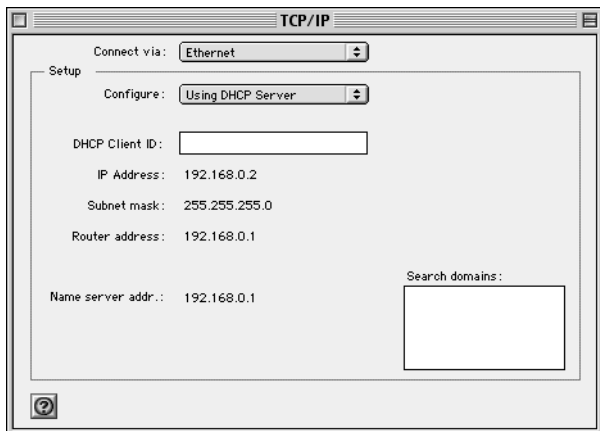 TCP/IP
Connect via: Ethernet
Setup
Configure: Using DHCP Server
DHCP Client ID:
IP Address: 192.168.0.2
Subnet mask: 255.255.255.0
Router address: 192.168.0.1
Search domains:
Name server addr.: 192.168.0.1
?